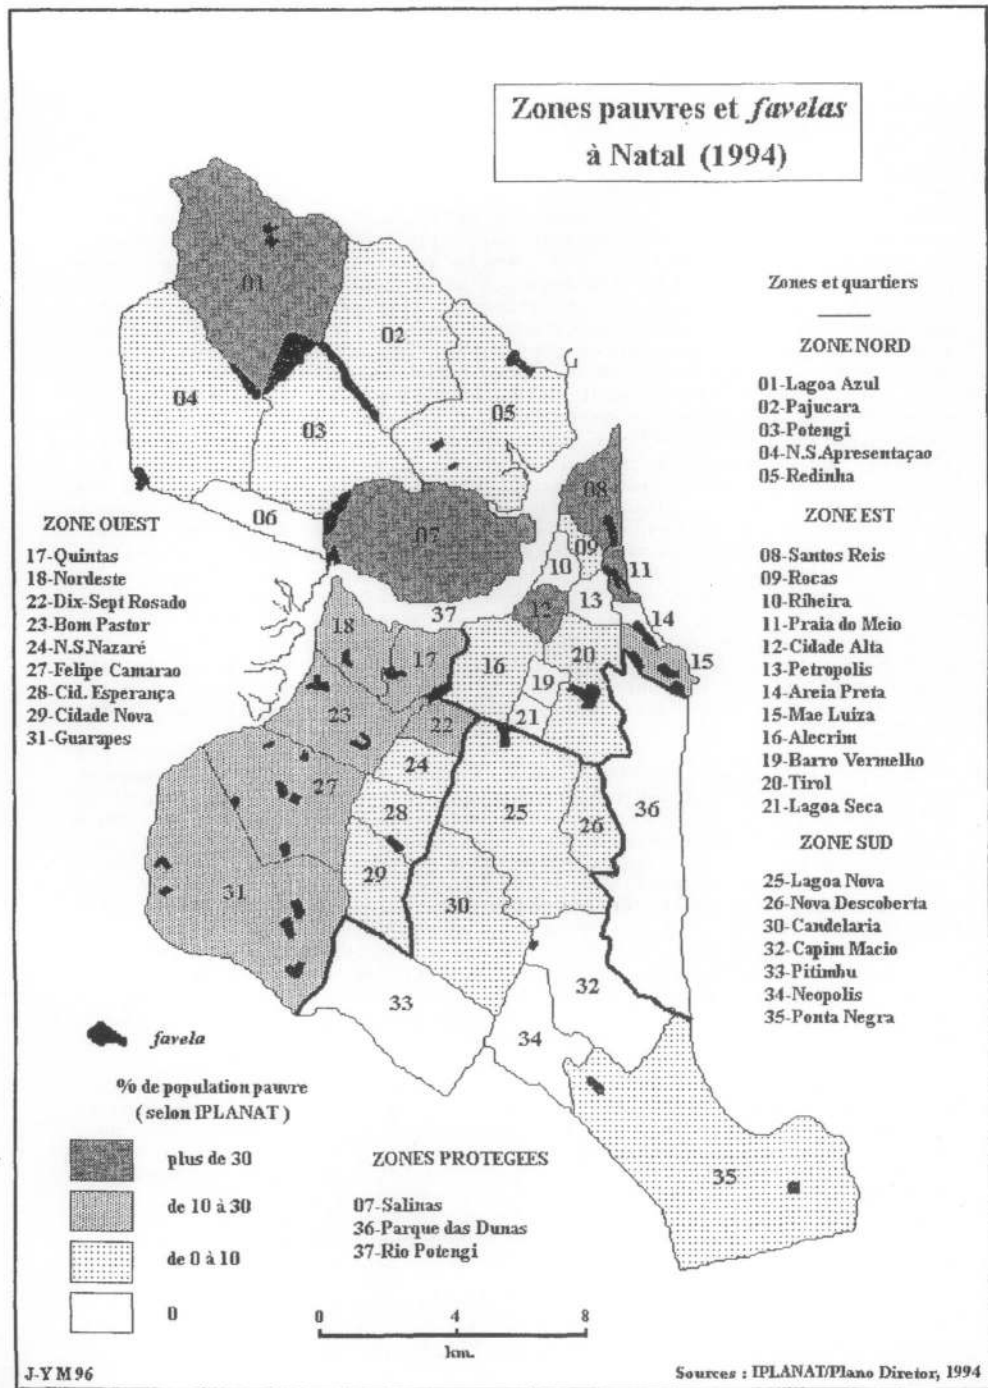 Zones pauvres et favelas
à Natal (1994)
Zones et quartiers
ZONE NORD
01-Lagoa Azul
02-Pajucara
03-Potengi
04-N.S.Apresentaçao
05-Redinha
ZONE EST
08-Santos Reis
09-Rocas
10-Ribeira
11-Praia do Meio
12-Cidade Alta
13-Petropolis
14-Areia Preta
15-Mae Luiza
16-Alecrim
19-Barro Vermelho
20-Tirol
21-Lagoa Seca
ZONE SUD
25-Lagoa Nova
26-Nova Descoberta
30-Candelaria
32-Capim Macio
33-Pitimbu
34-Neopolis
35-Ponta Negra
ZONE OUEST
17-Quintas
18-Nordeste
22-Dix-Sept Rosado
23-Bom Pastor
24-N.S.Nazaré
27-Felipe Camarao
28-Cid. Esperança
29-Cidade Nova
31-Guarapes
01
02
04
03
05
06
07
08
09
10
11
37
12
13
14
18
17
16
20
15
19
21
23
22
24
27
25
36
28
26
29
31
30
33
32
34
35
favela
% de population pauvre
( selon IPLANAT )
plus de 30
de 10 à 30
de 0 à 10
0
ZONES PROTEGEES
07-Salinas
36-Parque das Dunas
37-Rio Potengi
0 4 8
km.
J-Y M 96
Sources : IPLANAT/Plano Diretor, 1994